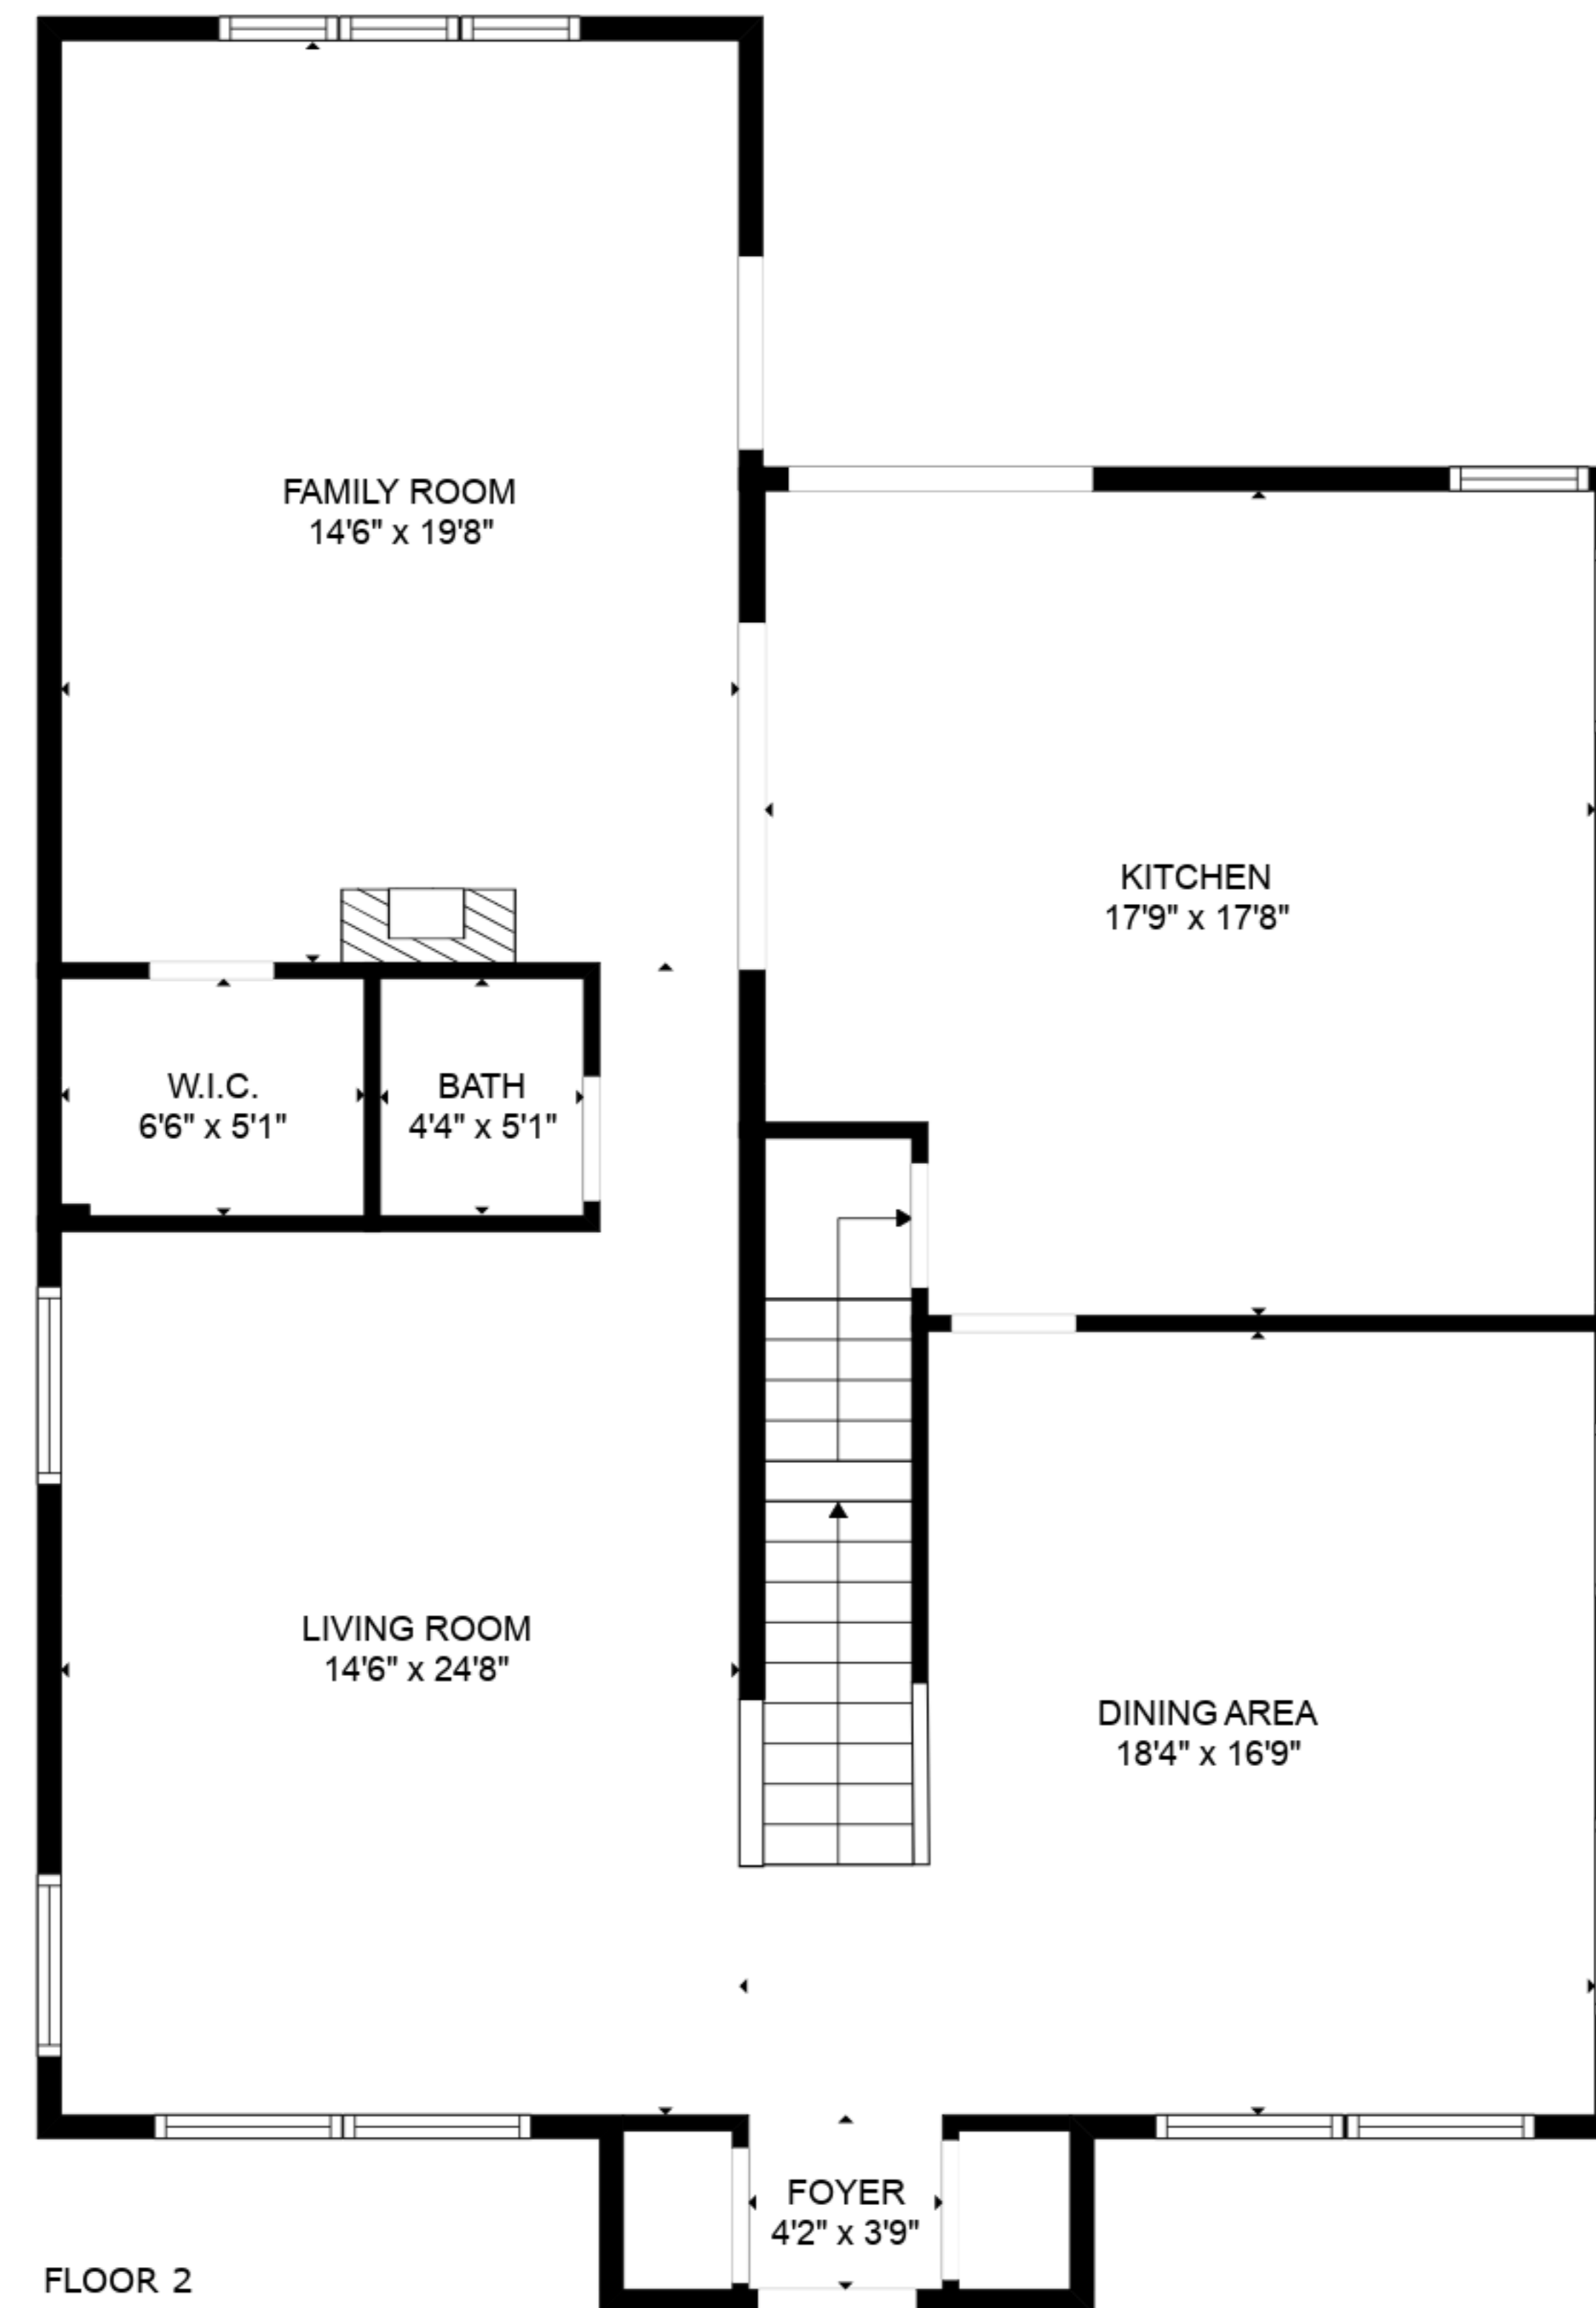 FAMILY ROOM
14'6" x 19'8"
KITCHEN
17'9" x 17'8"
W.I.C.
6'6" x 5'1"
BATH
4'4" x 5'1"
LIVING ROOM
14'6" x 24'8"
DINING AREA
18'4" x 16'9"
FOYER
4'2" x 3'9"
FLOOR 2